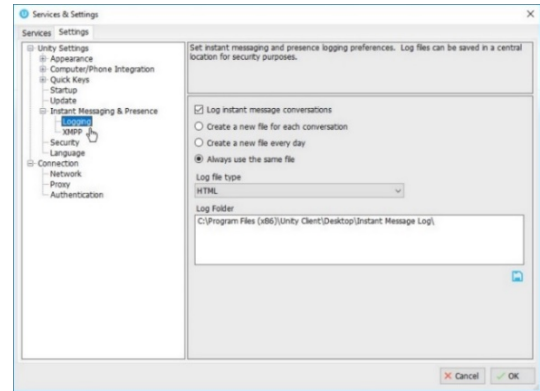 Services & Settings
Services Settings
Unity Settings
Appearance
Computer/Phone Integration
Quick Keys
Startup
Update
Instant Messaging & Presence
Logging
XMPP
Security
Language
Connection
Network
Proxy
Authentication
Set instant messaging and presence logging preferences. Log files can be saved in a central
location for security purposes.
Log instant message conversations
Create a new file for each conversation
Create a new file every day
Always use the same file
Log file type
HTML
Log Folder
C:\Program Files (x86)\Unity Client\Desktop\Instant Message Log\
Cancel OK